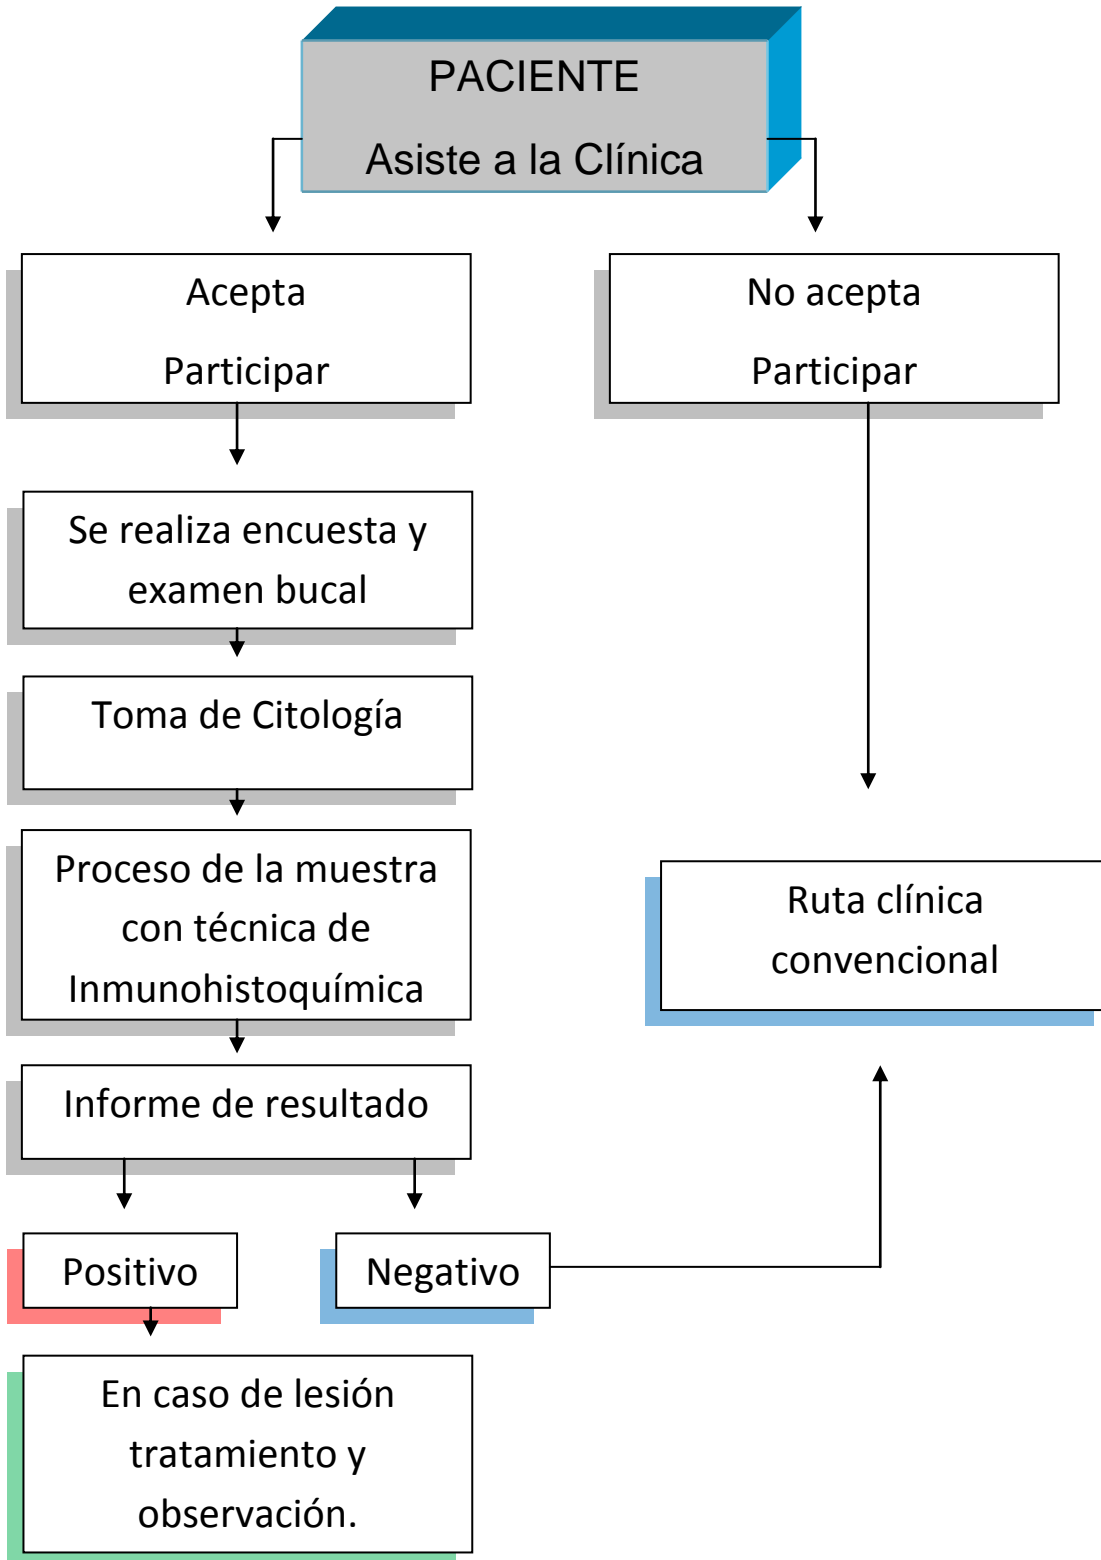 PACIENTE
Asiste a la Clínica
Acepta
Participar
No acepta
Participar
Se realiza encuesta y
examen bucal
Toma de Citología
Proceso de la muestra
con técnica de
Inmunohistoquímica
Ruta clínica
convencional
Informe de resultado
Positivo
Negativo
En caso de lesión
tratamiento y
observación.